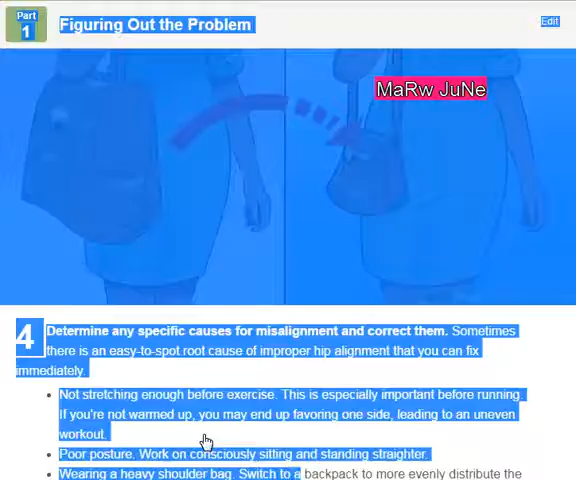 Part
1
Figuring Out the Problem
Edit
MaRw JuNe
4
Determine any specific causes for misalignment and correct them. Sometimes
there is an easy-to-spot root cause of improper hip alignment that you can fix
immediately.
• Not stretching enough before exercise. This is especially important before running.
If you're not warmed up, you may end up favoring one side, leading to an uneven
workout.
• Poor posture. Work on consciously sitting and standing straighter.
• Wearing a heavy shoulder bag. Switch to a backpack to more evenly distribute the